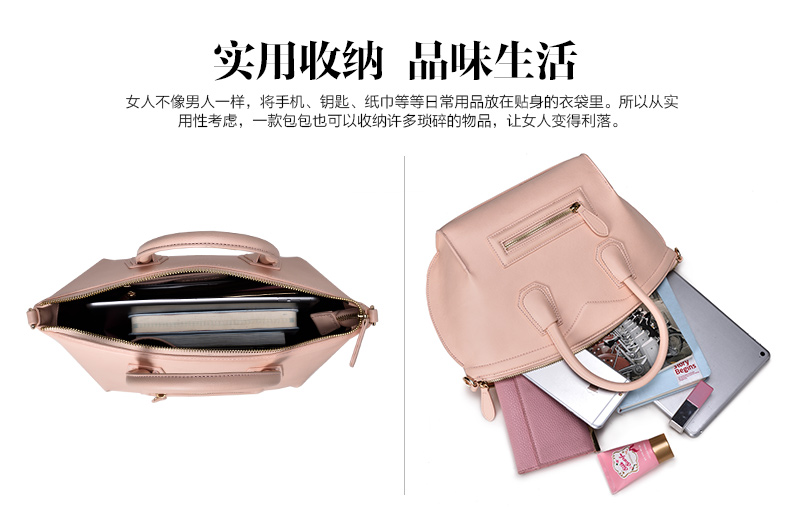 实用收纳 品味生活
女人不像男人一样，将手机、钥匙、纸巾等等日常用品放在贴身的衣袋里。所以从实
用性考虑，一款包包也可以收纳许多琐碎的物品，让女人变得利落。
Story
Begins